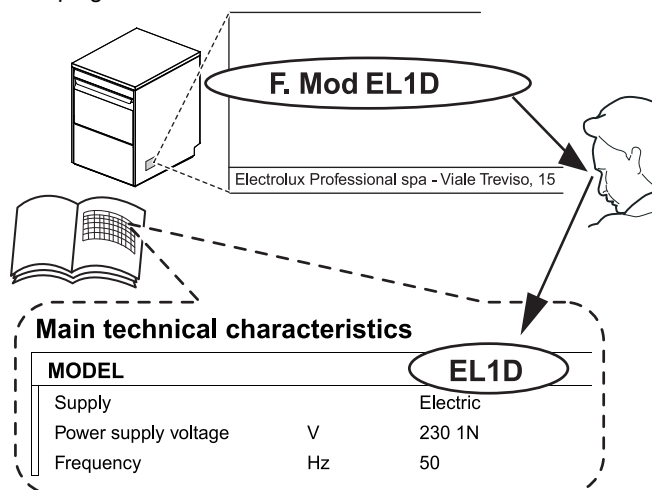 F. Mod EL1D
Electrolux Professional spa - Viale Treviso, 15
Main technical characteristics
MODEL EL1D
Supply Electric
Power supply voltage V 230 1N
Frequency Hz 50